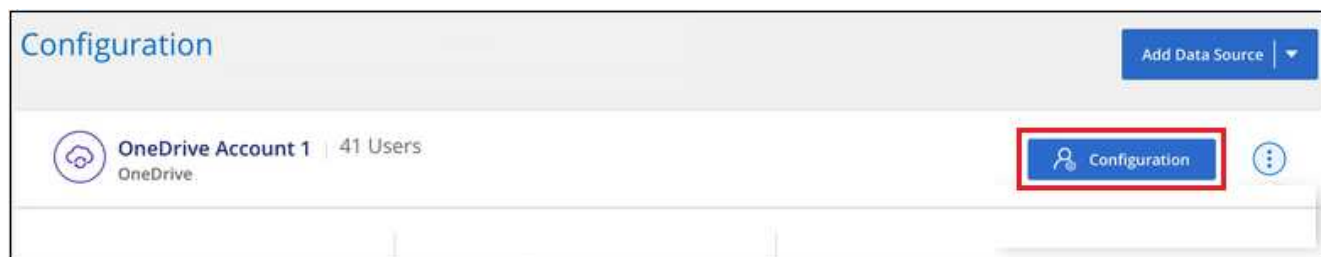 Configuration
Add Data Source
OneDrive Account 1 41 Users
OneDrive
Configuration